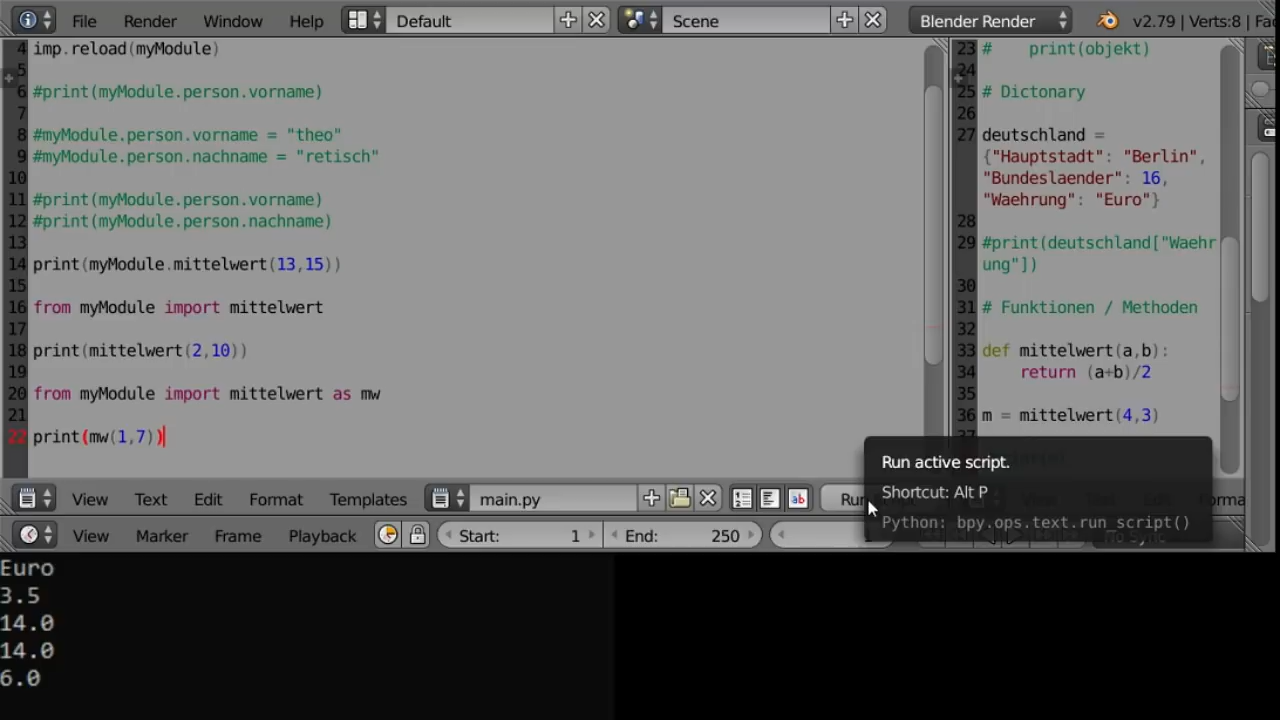 File Render Window Help Default Scene Blender Render v2.79 | Verts:8 | Fac
4 imp.reload(myModule)
5
6 #print(myModule.person.vorname)
7
8 #myModule.person.vorname = "theo"
9 #myModule.person.nachname = "retisch"
10
11 #print(myModule.person.vorname)
12 #print(myModule.person.nachname)
13
14 print(myModule.mittelwert(13,15))
15
16 from myModule import mittelwert
17
18 print(mittelwert(2,10))
19
20 from myModule import mittelwert as mw
21
22 print(mw(1,7))
23 # print(objekt)
24
25 # Dictonary
26
27 deutschland =
{"Hauptstadt": "Berlin",
"Bundeslaender": 16,
"Waehrung": "Euro"}
28
29 #print(deutschland["Waehr
ung"])
30
31 # Funktionen / Methoden
32
33 def mittelwert(a,b):
34 return (a+b)/2
35
36 m = mittelwert(4,3)
37
View Text Edit Format Templates main.py Run
Run active script.
Shortcut: Alt P
Python: bpy.ops.text.run_script()
View Marker Frame Playback Start: 1 End: 250 1 No Sync
Euro
3.5
14.0
14.0
6.0